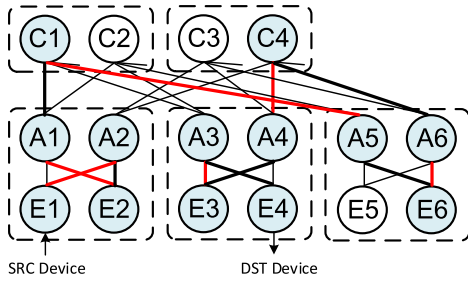 C1 C2 C3 C4
A1 A2 A3 A4 A5 A6
E1 E2 E3 E4 E5 E6
SRC Device DST Device